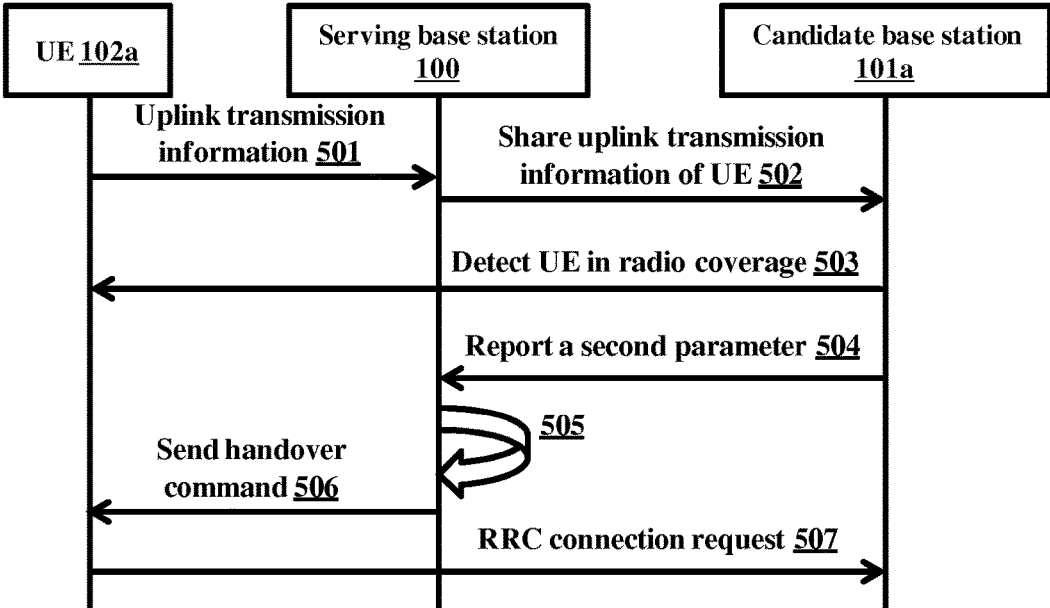 UE 102a
Serving base station
100
Candidate base station
101a
Uplink transmission
information 501
Share uplink transmission
information of UE 502
Detect UE in radio coverage 503
Report a second parameter 504
505
Send handover
command 506
RRC connection request 507